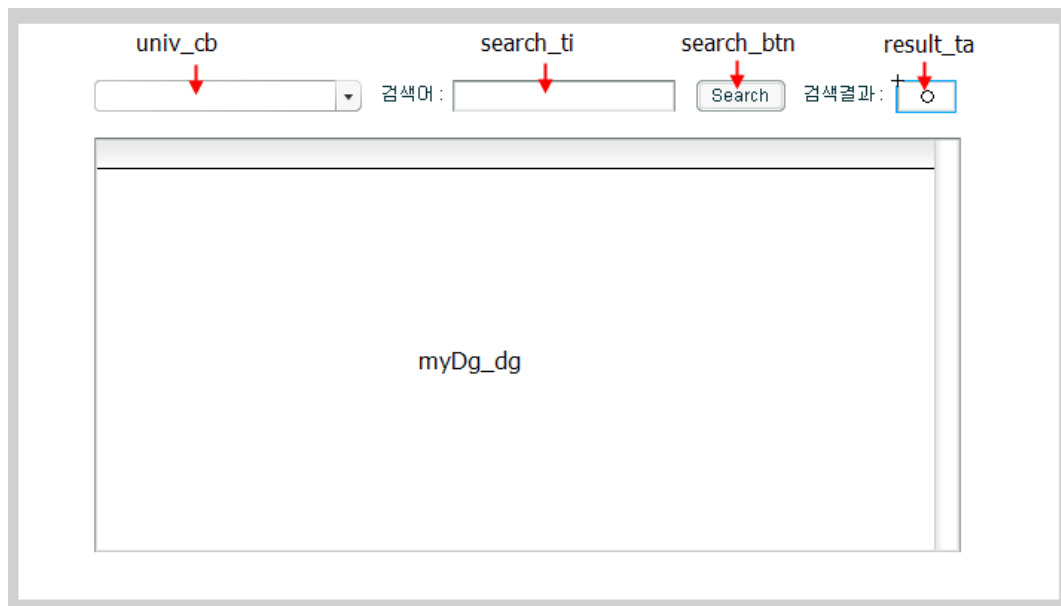 univ_cb search_ti search_btn result_ta
검색어 : Search 검색결과 :
myDg_dg